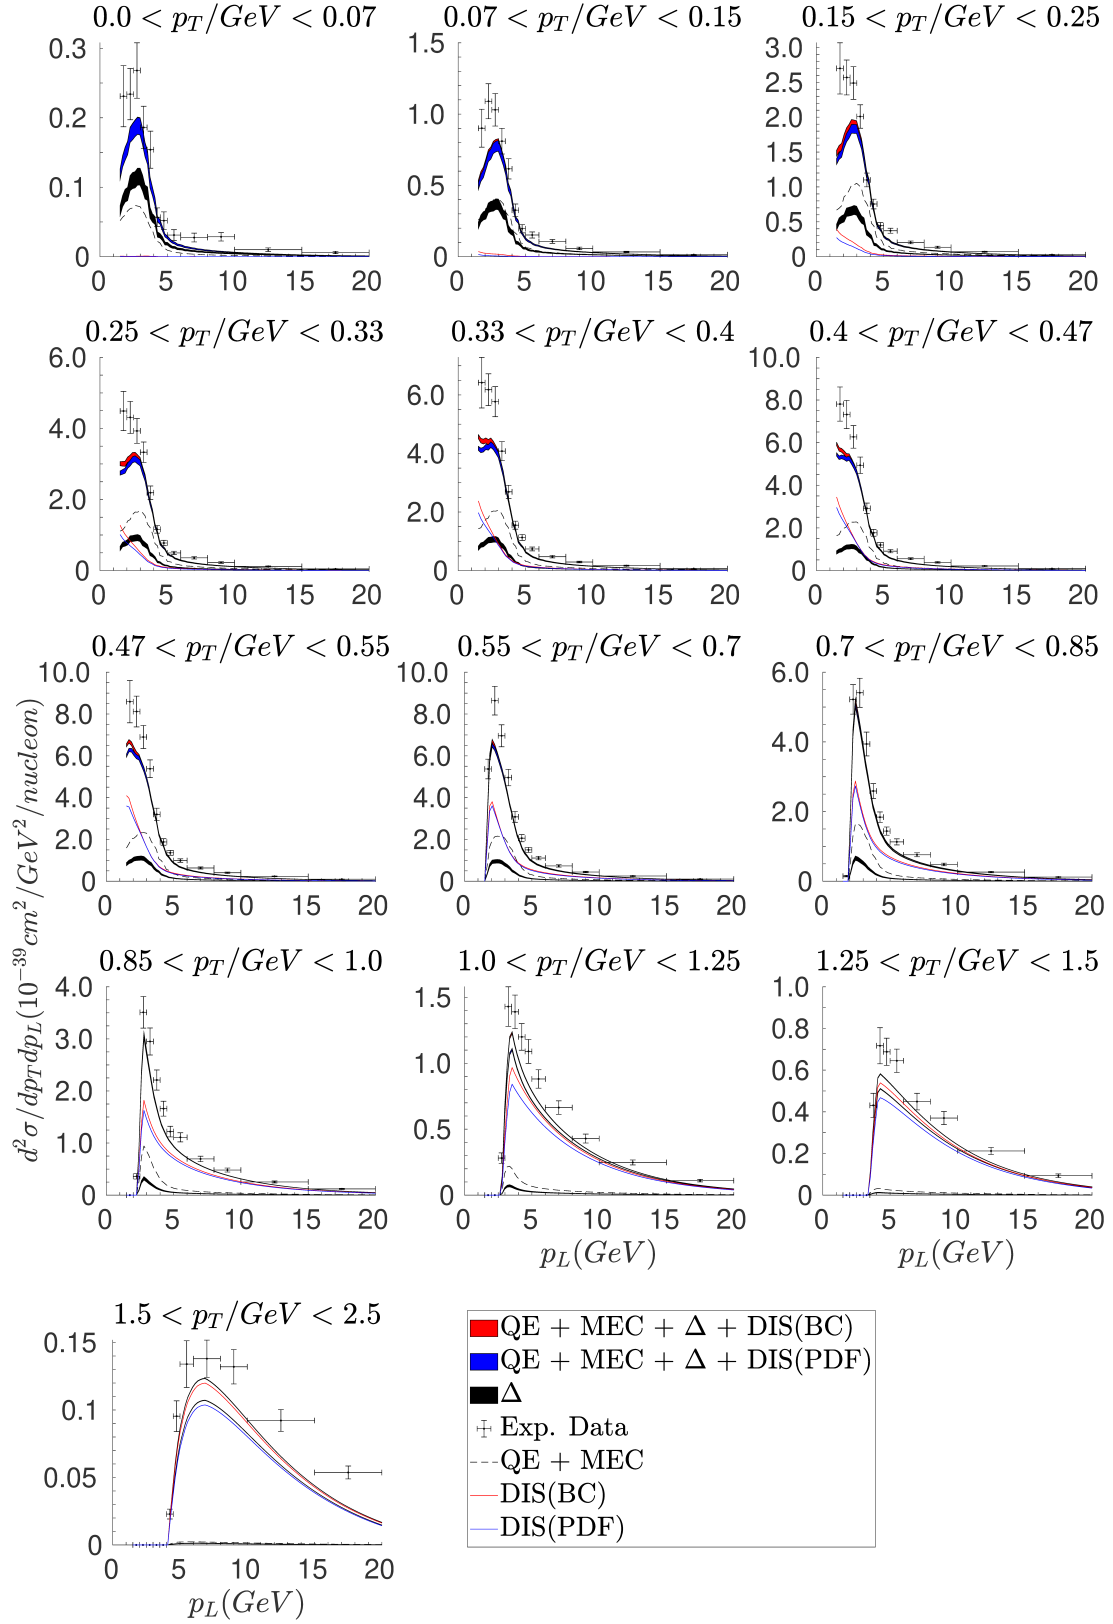 0.0 < p_T/GeV < 0.07
0.07 < p_T/GeV < 0.15
0.15 < p_T/GeV < 0.25
0.3
0.2
0.1
0
0 5 10 15 20
1.5
1.0
0.5
0
0 5 10 15 20
3.0
2.5
2.0
1.5
1.0
0.5
0
0 5 10 15 20
0.25 < p_T/GeV < 0.33
0.33 < p_T/GeV < 0.4
0.4 < p_T/GeV < 0.47
6.0
4.0
2.0
0
0 5 10 15 20
6.0
4.0
2.0
0
0 5 10 15 20
10.0
8.0
6.0
4.0
2.0
0
0 5 10 15 20
0.47 < p_T/GeV < 0.55
0.55 < p_T/GeV < 0.7
0.7 < p_T/GeV < 0.85
d²σ/dp_Tdp_L(10⁻³⁹cm²/GeV²/nucleon)
10.0
8.0
6.0
4.0
2.0
0
0 5 10 15 20
10.0
8.0
6.0
4.0
2.0
0
0 5 10 15 20
6.0
4.0
2.0
0
0 5 10 15 20
0.85 < p_T/GeV < 1.0
1.0 < p_T/GeV < 1.25
1.25 < p_T/GeV < 1.5
4.0
3.0
2.0
1.0
0
0 5 10 15 20
1.5
1.0
0.5
0
0 5 10 15 20
p_L(GeV)
1.0
0.8
0.6
0.4
0.2
0
0 5 10 15 20
p_L(GeV)
1.5 < p_T/GeV < 2.5
0.15
0.1
0.05
0
0 5 10 15 20
p_L(GeV)
QE + MEC + Δ + DIS(BC)
QE + MEC + Δ + DIS(PDF)
Δ
Exp. Data
QE + MEC
DIS(BC)
DIS(PDF)